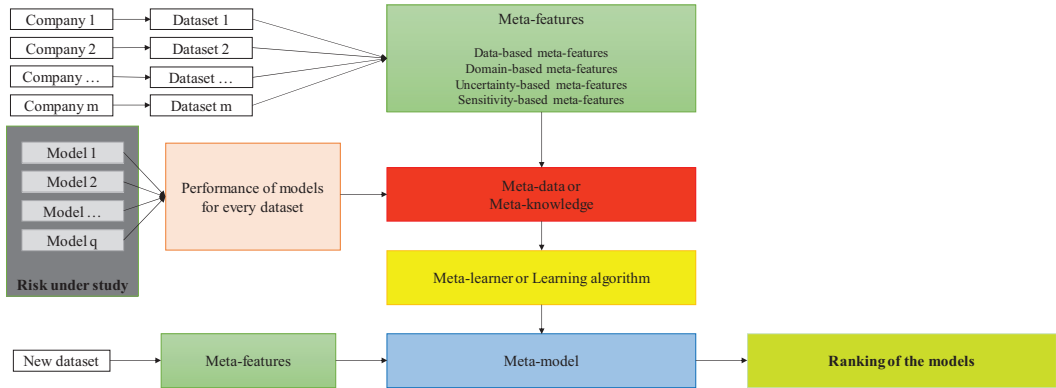 Company 1
Dataset 1
Company 2
Dataset 2
Company …
Dataset …
Company m
Dataset m
Meta-features
Data-based meta-features
Domain-based meta-features
Uncertainty-based meta-features
Sensitivity-based meta-features
Model 1
Model 2
Model …
Model q
Risk under study
Performance of models
for every dataset
Meta-data or
Meta-knowledge
Meta-learner or Learning algorithm
New dataset
Meta-features
Meta-model
Ranking of the models